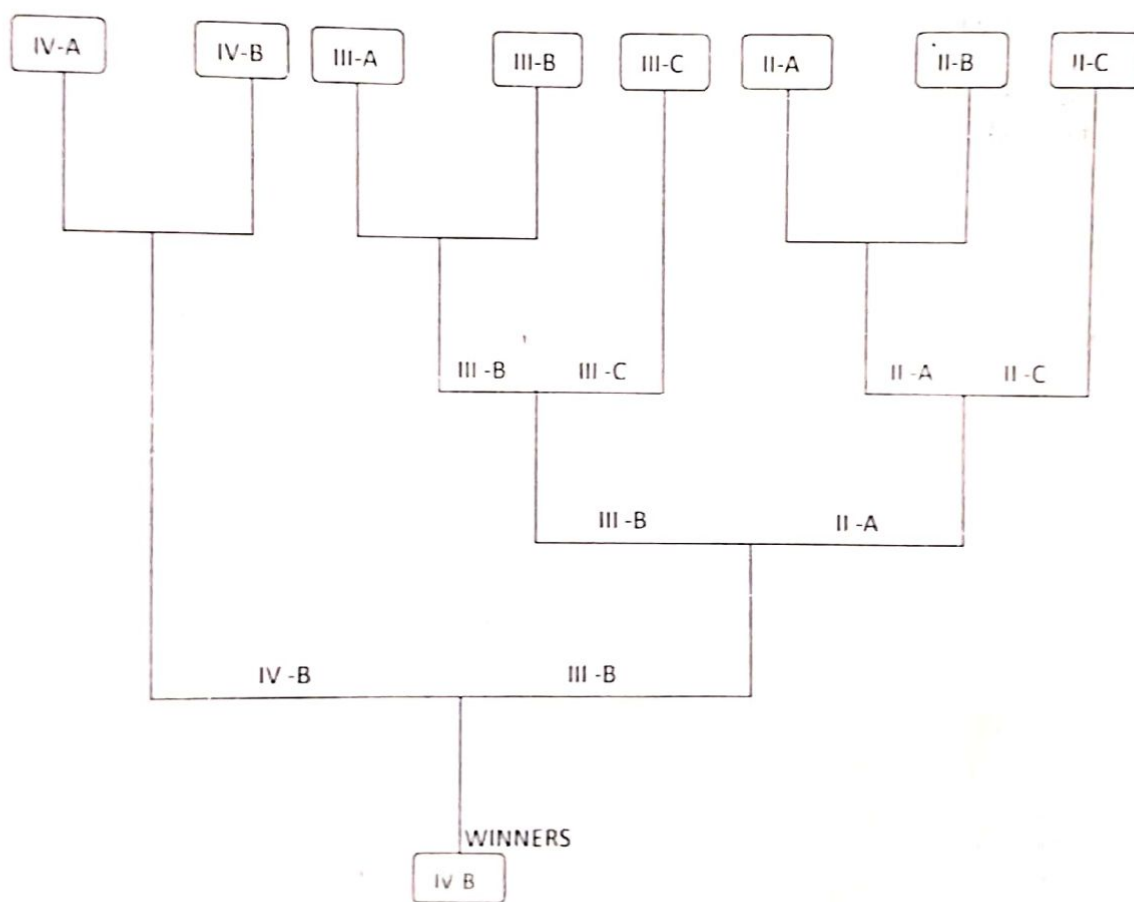 IV-A IV-B III-A III-B III-C II-A II-B II-C
III -B III -C II -A II -C
III -B II -A
IV -B III -B
WINNERS
IV B